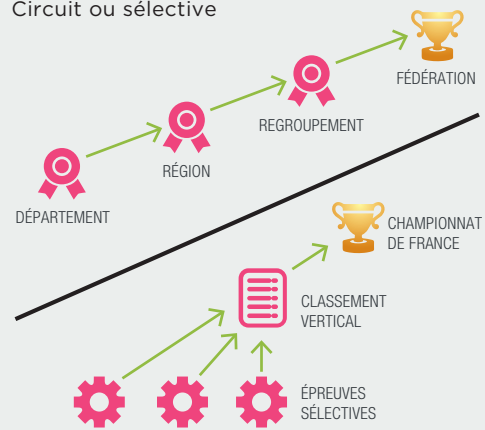 Circuit ou sélective
FÉDÉRATION
REGROUPEMENT
RÉGION
DÉPARTEMENT
CHAMPIONNAT
DE FRANCE
CLASSEMENT
VERTICAL
ÉPREUVES
SÉLECTIVES